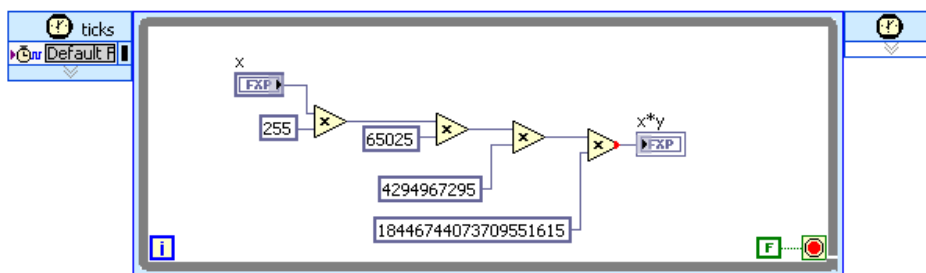 ticks
Default F
x
FXP
255
65025
x*y
FXP
4294967295
18446744073709551615
i
F